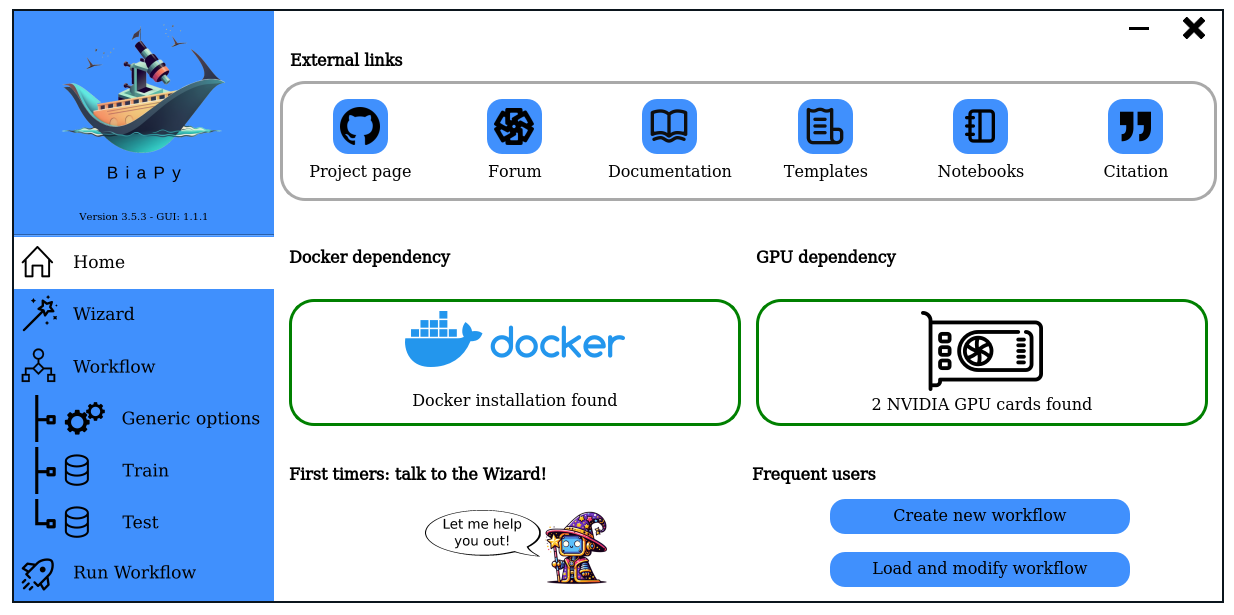 BiaPy
Version 3.5.3 - GUI: 1.1.1
Home
Wizard
Workflow
Generic options
Train
Test
Run Workflow
External links
Project page
Forum
Documentation
Templates
Notebooks
Citation
Docker dependency
docker
Docker installation found
GPU dependency
2 NVIDIA GPU cards found
First timers: talk to the Wizard!
Let me help
you out!
Frequent users
Create new workflow
Load and modify workflow